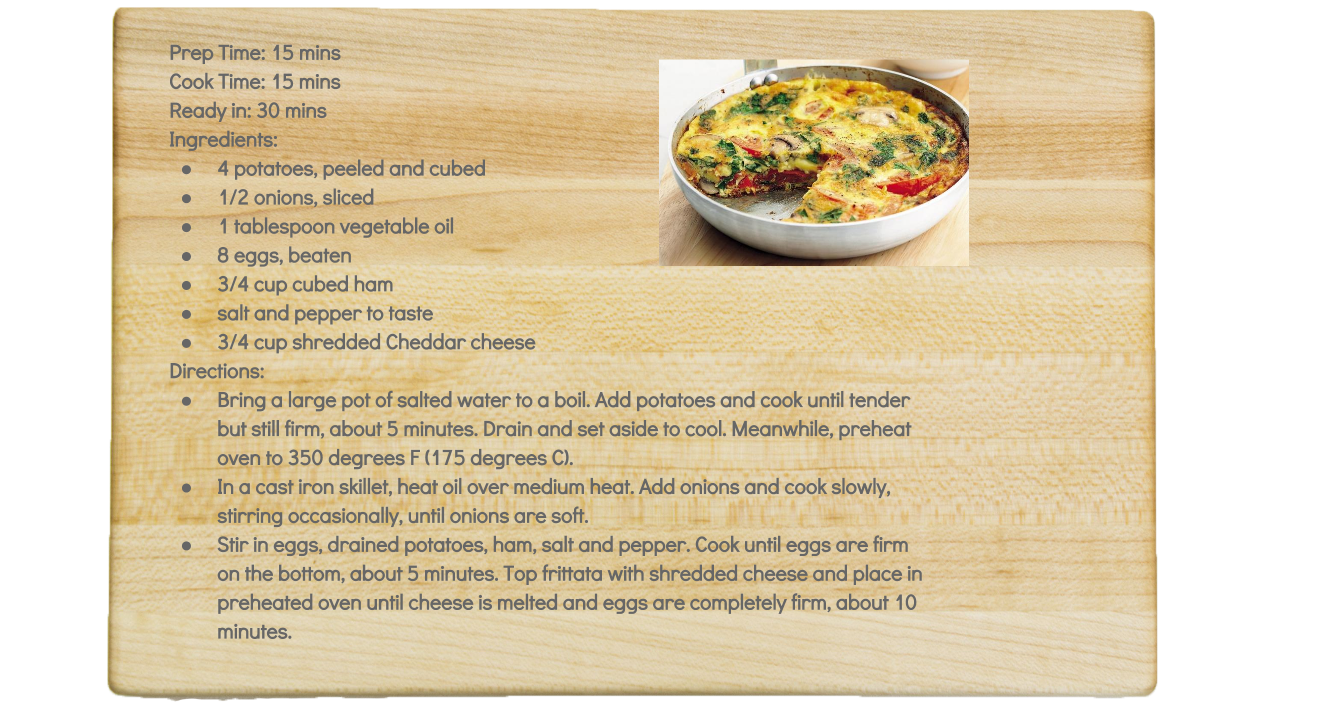 Prep Time: 15 mins
Cook Time: 15 mins
Ready in: 30 mins
Ingredients:
● 4 potatoes, peeled and cubed
● 1/2 onions, sliced
● 1 tablespoon vegetable oil
● 8 eggs, beaten
● 3/4 cup cubed ham
● salt and pepper to taste
● 3/4 cup shredded Cheddar cheese
Directions:
● Bring a large pot of salted water to a boil. Add potatoes and cook until tender
but still firm, about 5 minutes. Drain and set aside to cool. Meanwhile, preheat
oven to 350 degrees F (175 degrees C).
● In a cast iron skillet, heat oil over medium heat. Add onions and cook slowly,
stirring occasionally, until onions are soft.
● Stir in eggs, drained potatoes, ham, salt and pepper. Cook until eggs are firm
on the bottom, about 5 minutes. Top frittata with shredded cheese and place in
preheated oven until cheese is melted and eggs are completely firm, about 10
minutes.